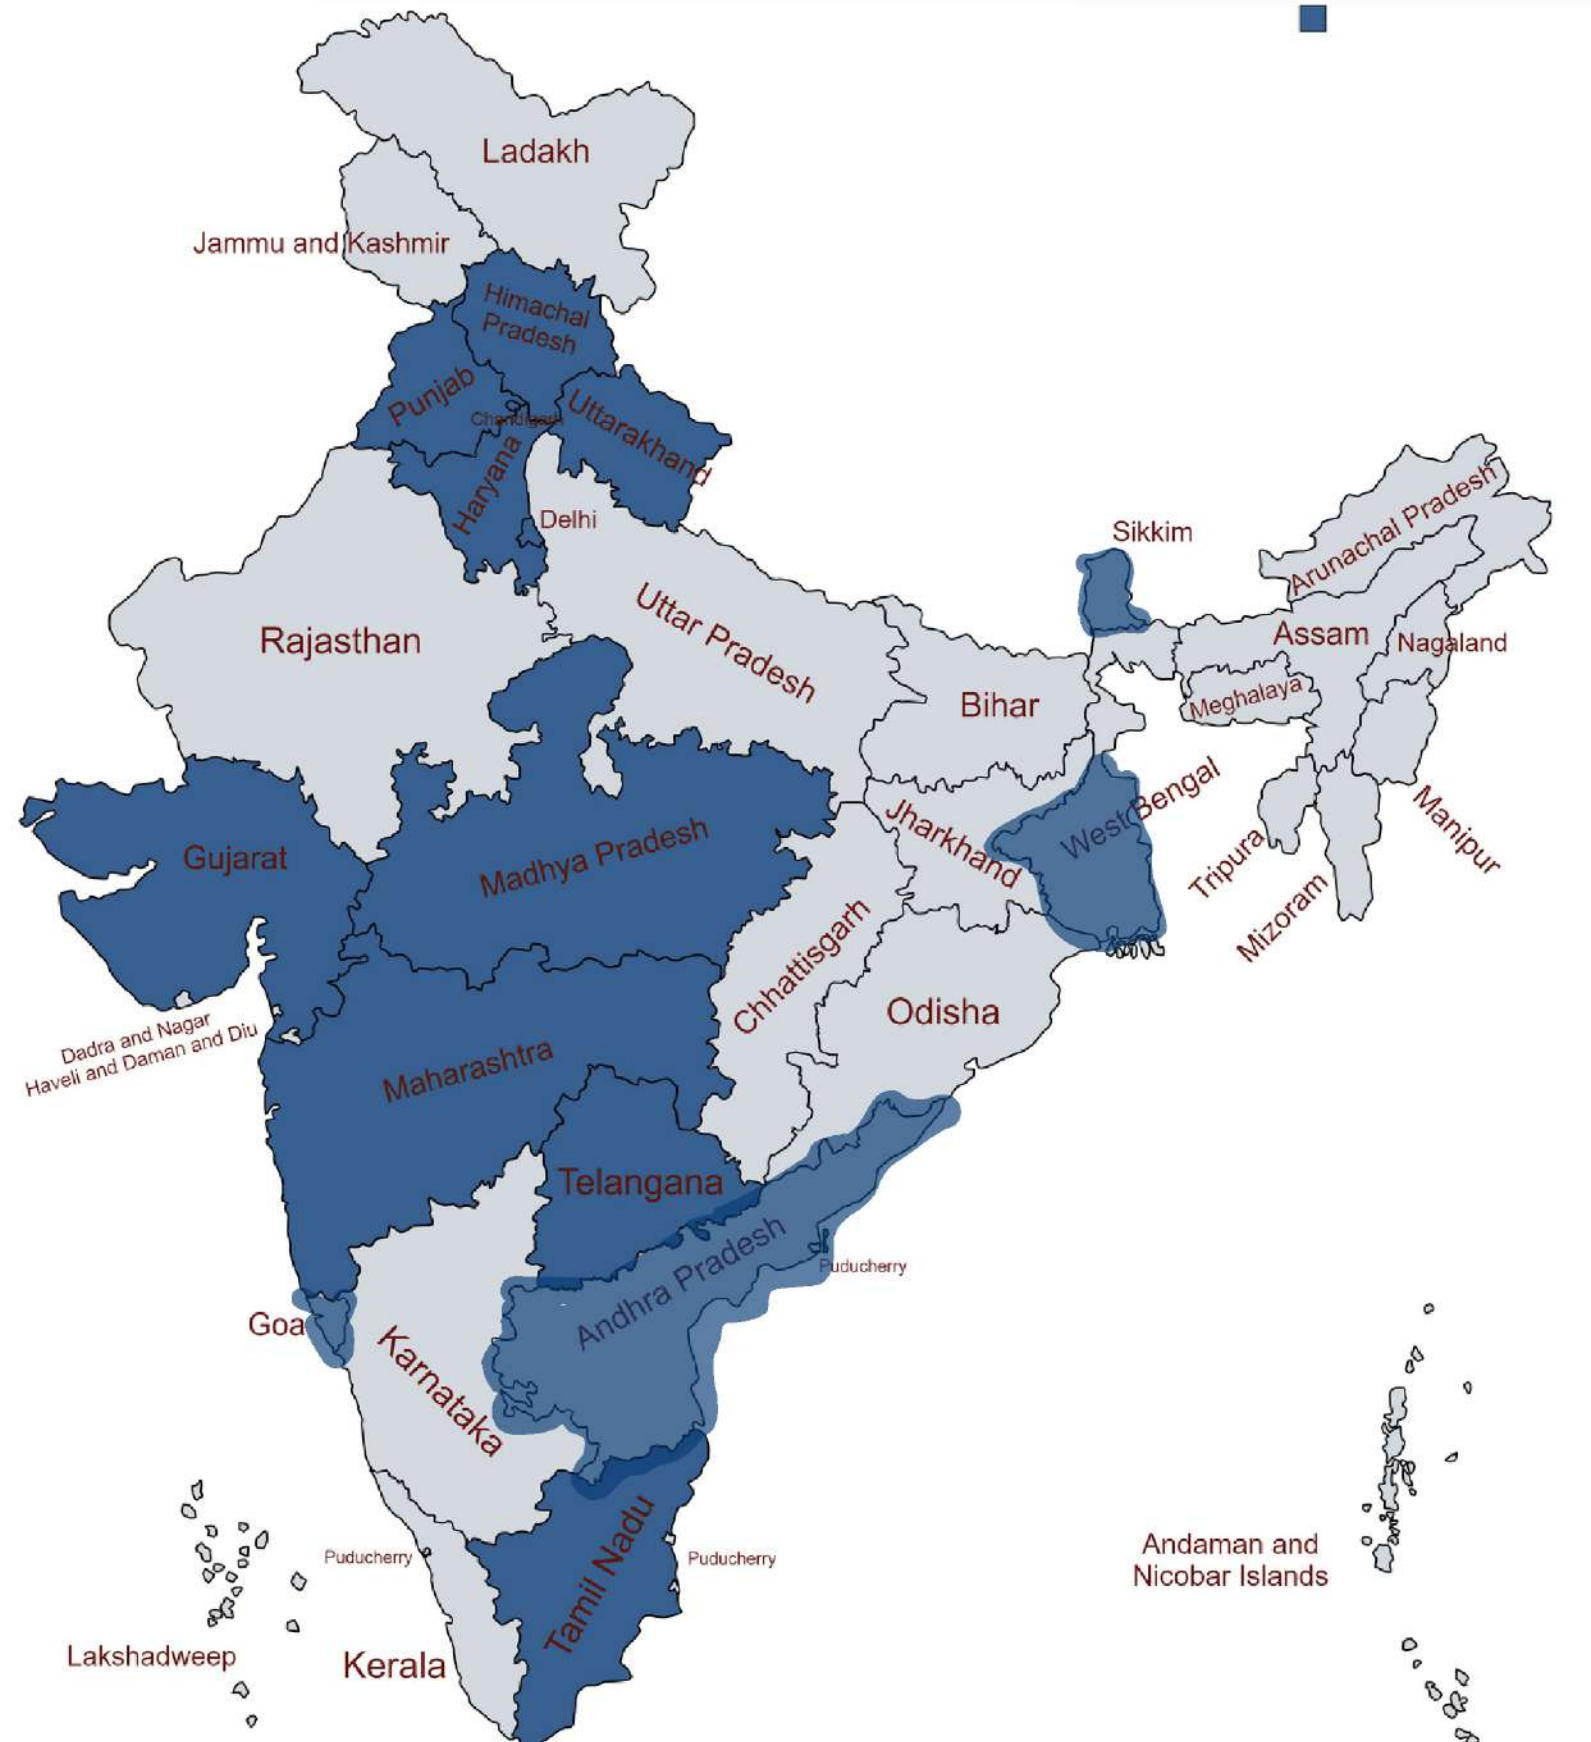 Ladakh
Jammu and Kashmir
Himachal
Pradesh
Punjab
Chandigarh
Uttarakhand
Haryana
Delhi
Sikkim
Arunachal Pradesh
Rajasthan
Uttar Pradesh
Assam
Nagaland
Bihar
Meghalaya
West Bengal
Manipur
Jharkhand
Tripura
Mizoram
Gujarat
Madhya Pradesh
Chhattisgarh
Odisha
Dadra and Nagar
Haveli and Daman and Diu
Maharashtra
Telangana
Andhra Pradesh
Puducherry
Goa
Karnataka
Puducherry
Puducherry
Tamil Nadu
Andaman and
Nicobar Islands
Lakshadweep
Kerala